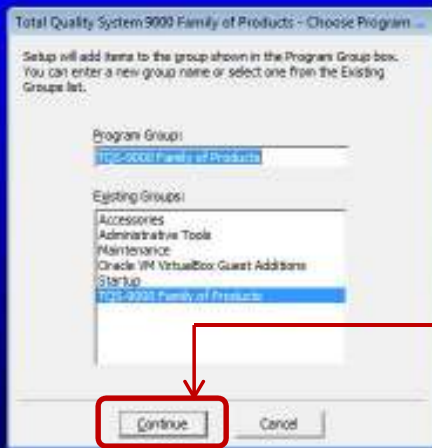 Total Quality System 9000 Family of Products - Choose Program ...
Setup will add items to the group shown in the Program Group box.
You can enter a new group name or select one from the Existing
Groups list.
Program Group:
TQS-9000 Family of Products
Existing Groups:
Accessories
Administrative Tools
Maintenance
Oracle VM VirtualBox Guest Additions
Startup
TQS-9000 Family of Products
Continue
Cancel